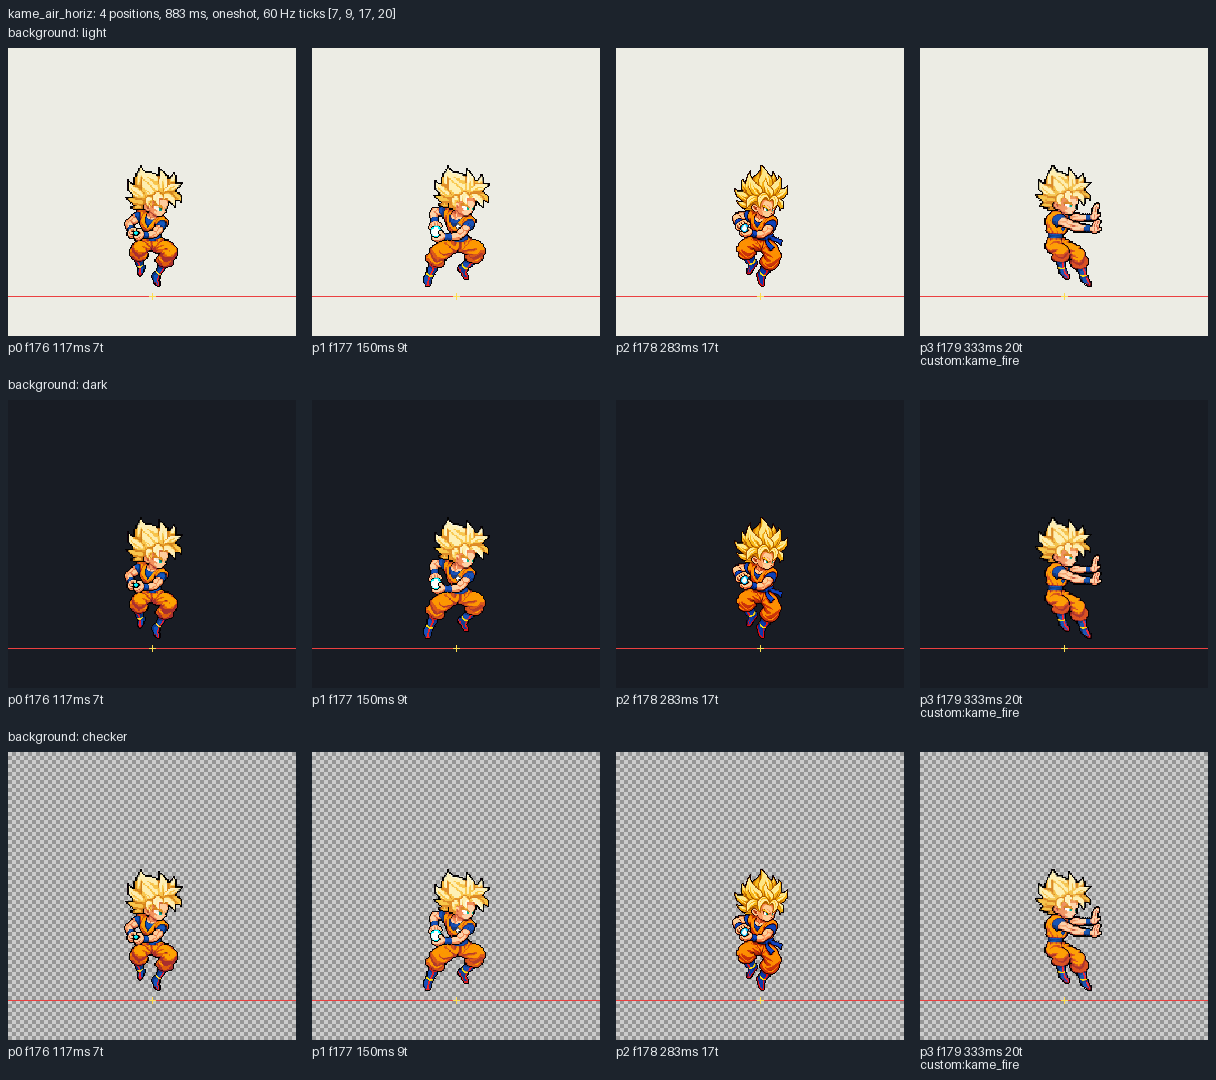 kame_air_horiz: 4 positions, 883 ms, oneshot, 60 Hz ticks [7, 9, 17, 20]
background: light
p0 f176 117ms 7t
p1 f177 150ms 9t
p2 f178 283ms 17t
p3 f179 333ms 20t
custom:kame_fire
background: dark
p0 f176 117ms 7t
p1 f177 150ms 9t
p2 f178 283ms 17t
p3 f179 333ms 20t
custom:kame_fire
background: checker
p0 f176 117ms 7t
p1 f177 150ms 9t
p2 f178 283ms 17t
p3 f179 333ms 20t
custom:kame_fire